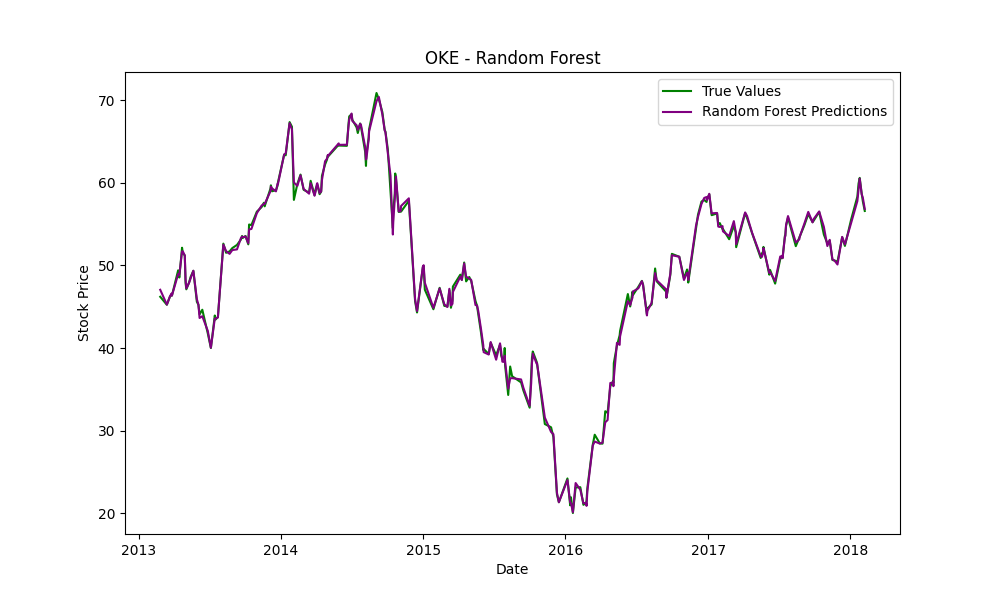 OKE - Random Forest
True Values
Random Forest Predictions
70
60
50
40
30
20
Stock Price
2013 2014 2015 2016 2017 2018
Date